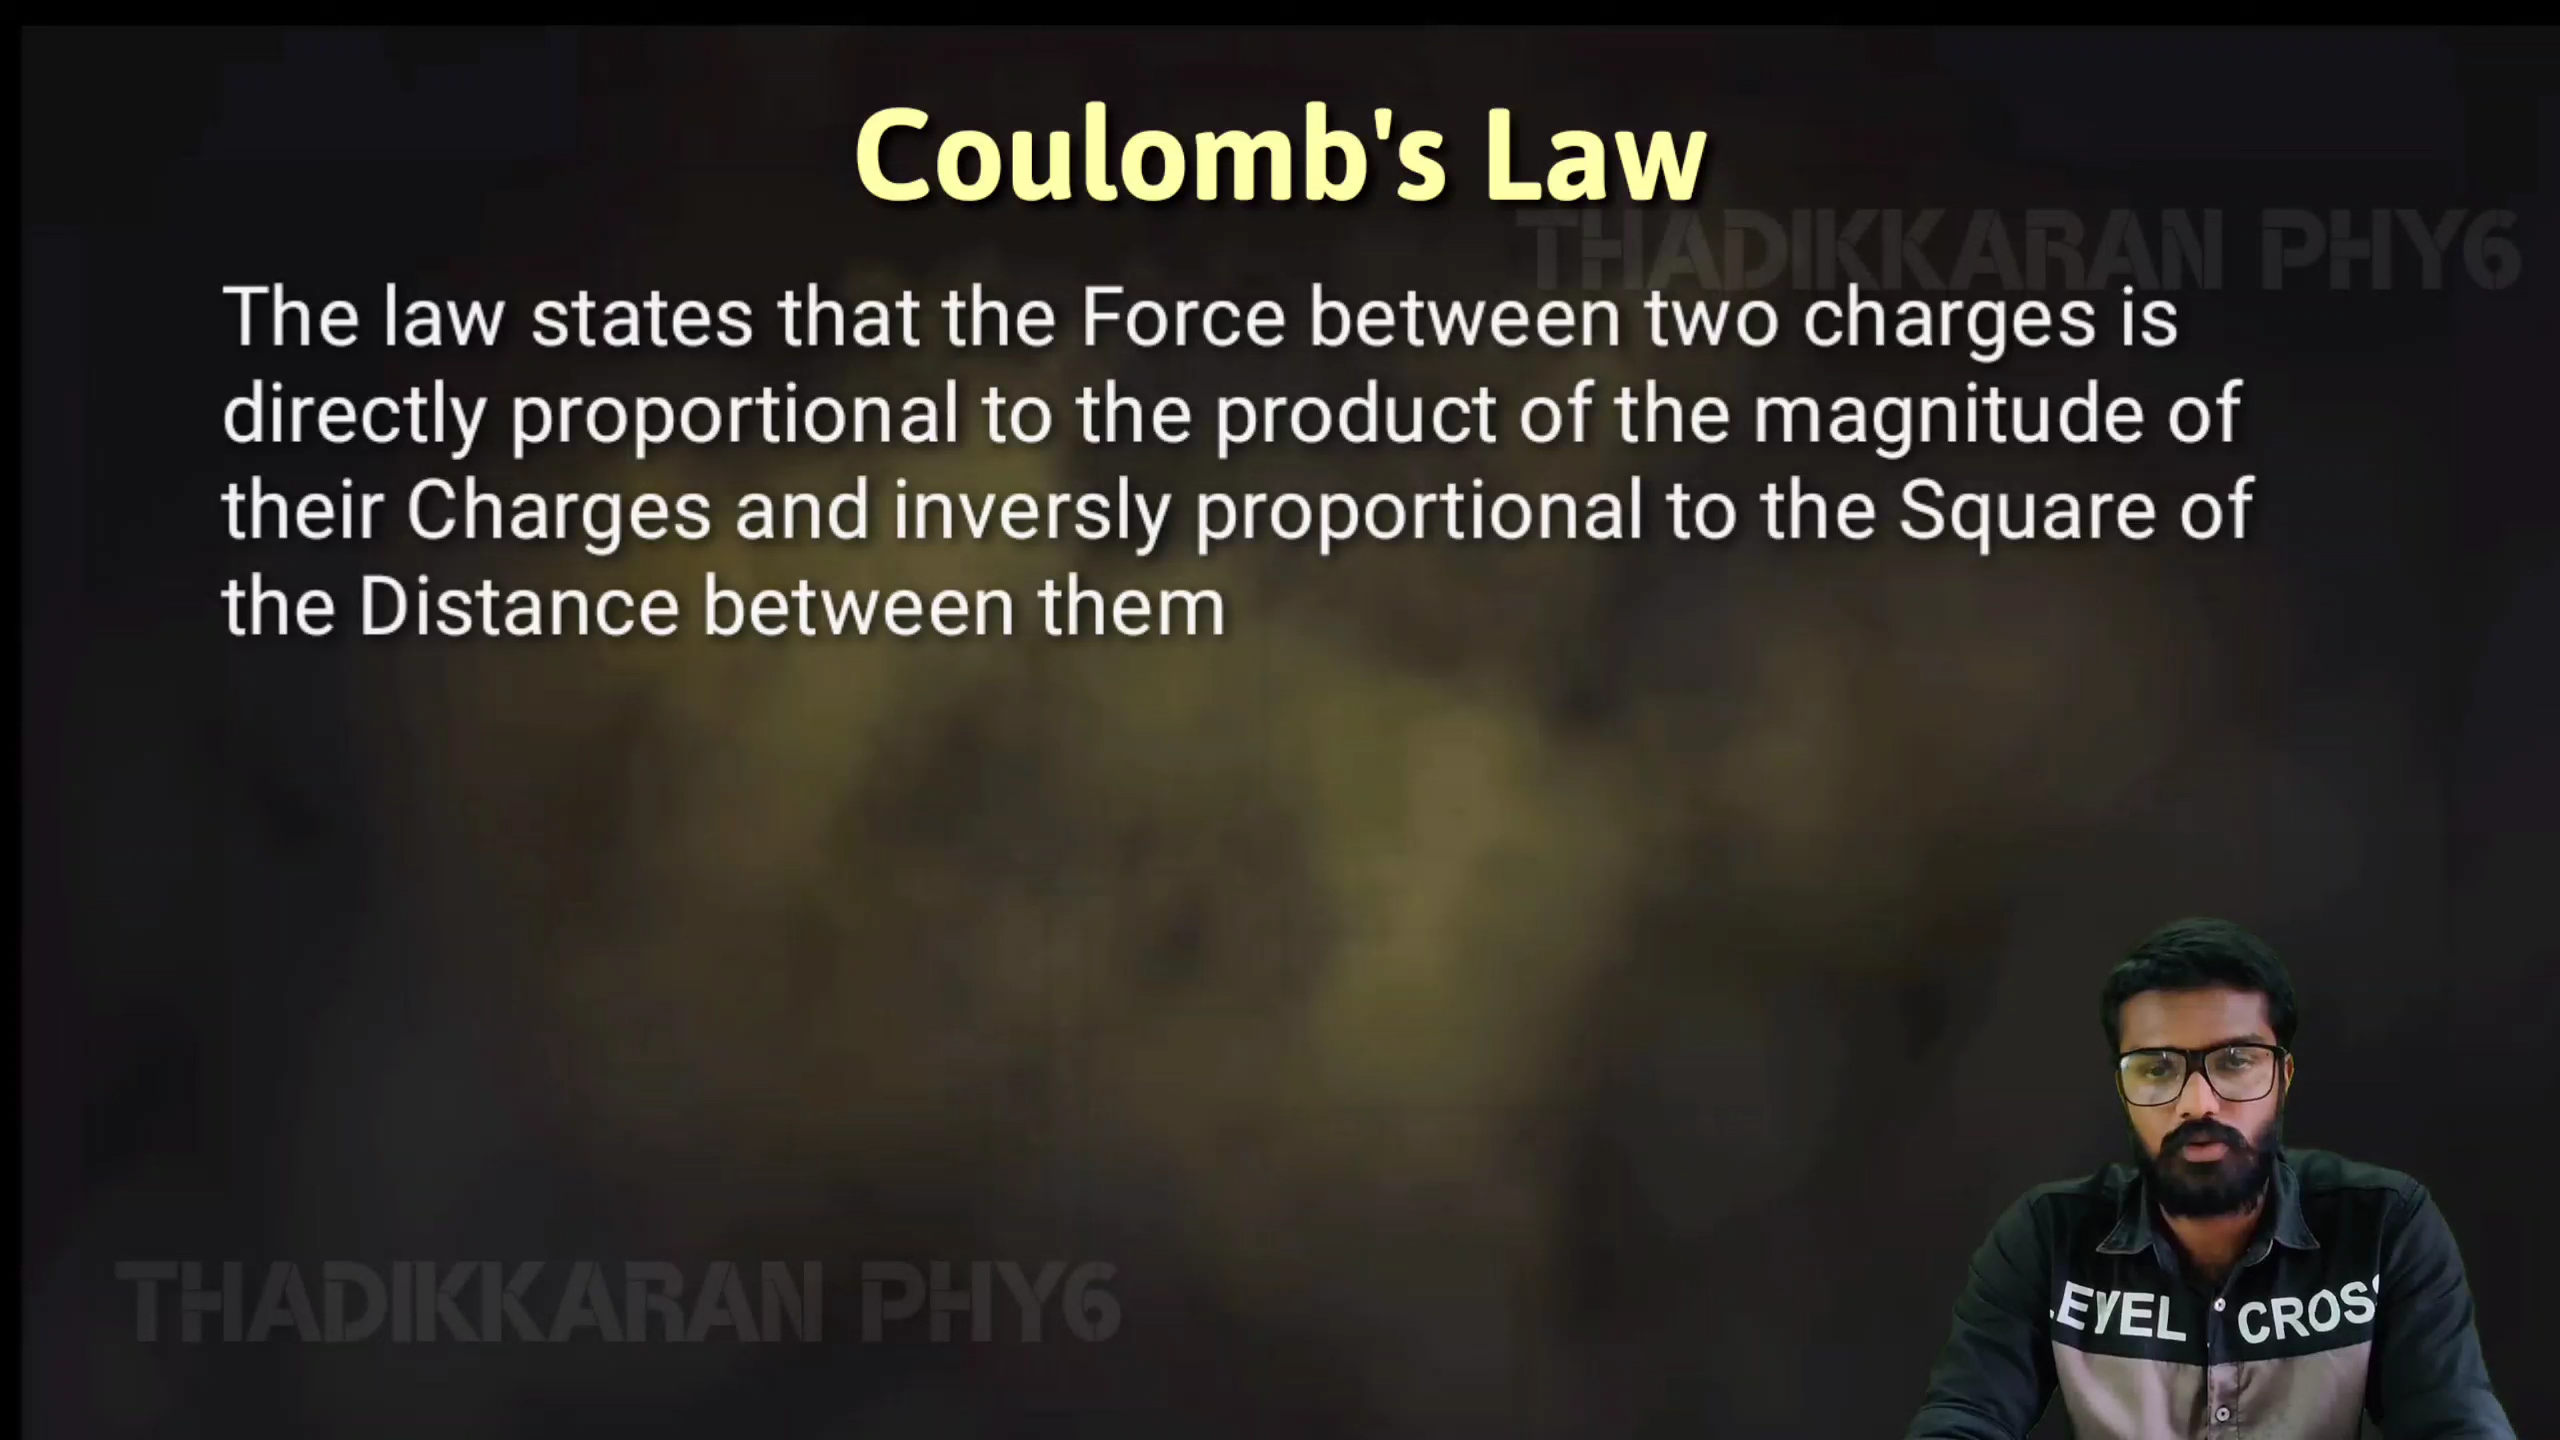 Coulomb's Law
THADIKKARAN PHY6
The law states that the Force between two charges is
directly proportional to the product of the magnitude of
their Charges and inversly proportional to the Square of
the Distance between them
LEVEL CROSS
THADIKKARAN PHY6